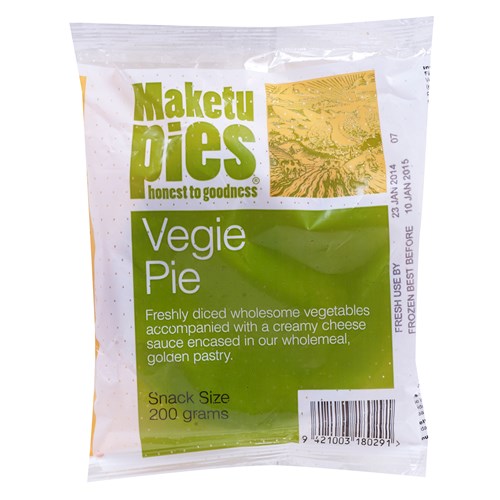 Maketu
pies®
honest to goodness
Vegie
Pie
Freshly diced wholesome vegetables
accompanied with a creamy cheese
sauce encased in our wholemeal,
golden pastry.
Snack Size
200 grams
FRESH USE BY 23 JAN 2014 07
FROZEN BEST BEFORE 10 JAN 2015
9 421003 180291 >